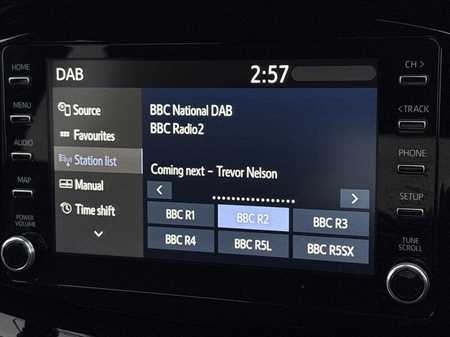 DAB 2:57
HOME
MENU
AUDIO
MAP
POWER
VOLUME
Source
Favourites
Station list
Manual
Time shift
BBC National DAB
BBC Radio2
Coming next - Trevor Nelson
BBC R1 BBC R2 BBC R3
BBC R4 BBC R5L BBC R5SX
CH >
< TRACK
PHONE
SETUP
TUNE
SCROLL